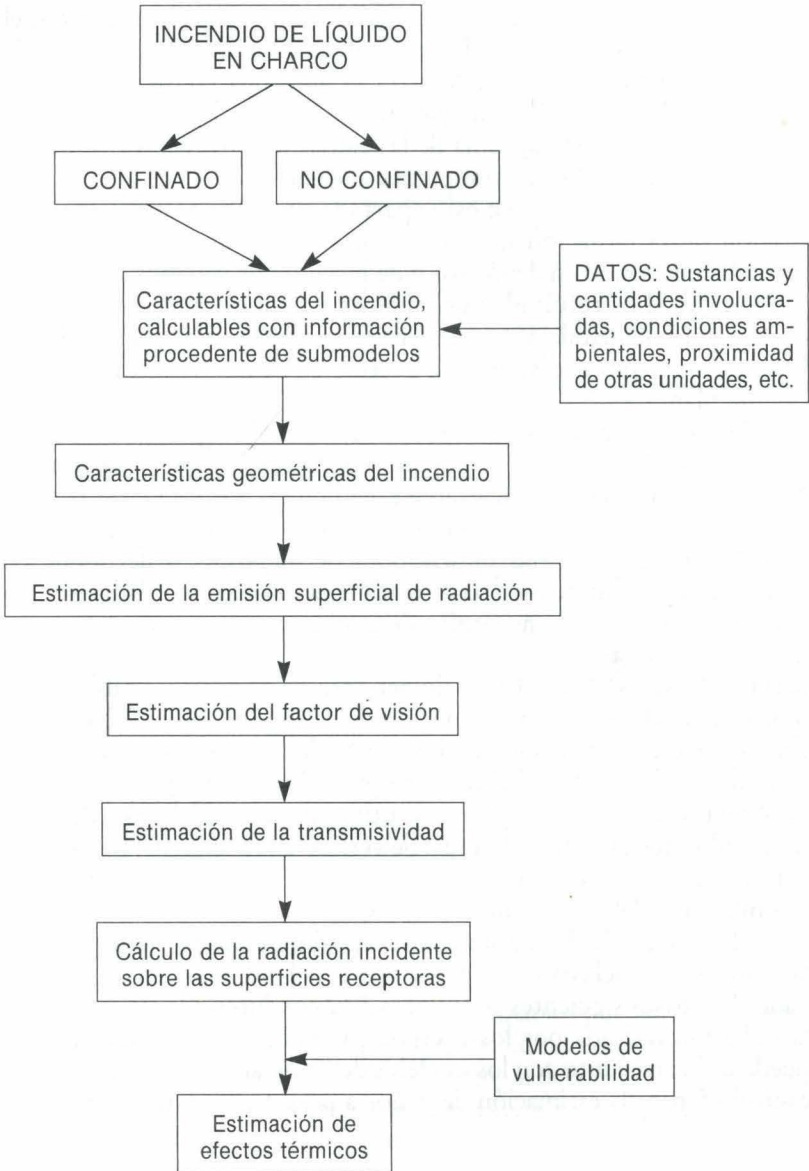 INCENDIO DE LÍQUIDO
EN CHARCO
CONFINADO
NO CONFINADO
Características del incendio,
calculables con información
procedente de submodelos
DATOS: Sustancias y
cantidades involucra-
das, condiciones am-
bientales, proximidad
de otras unidades, etc.
Características geométricas del incendio
Estimación de la emisión superficial de radiación
Estimación del factor de visión
Estimación de la transmisividad
Cálculo de la radiación incidente
sobre las superficies receptoras
Modelos de
vulnerabilidad
Estimación de
efectos térmicos